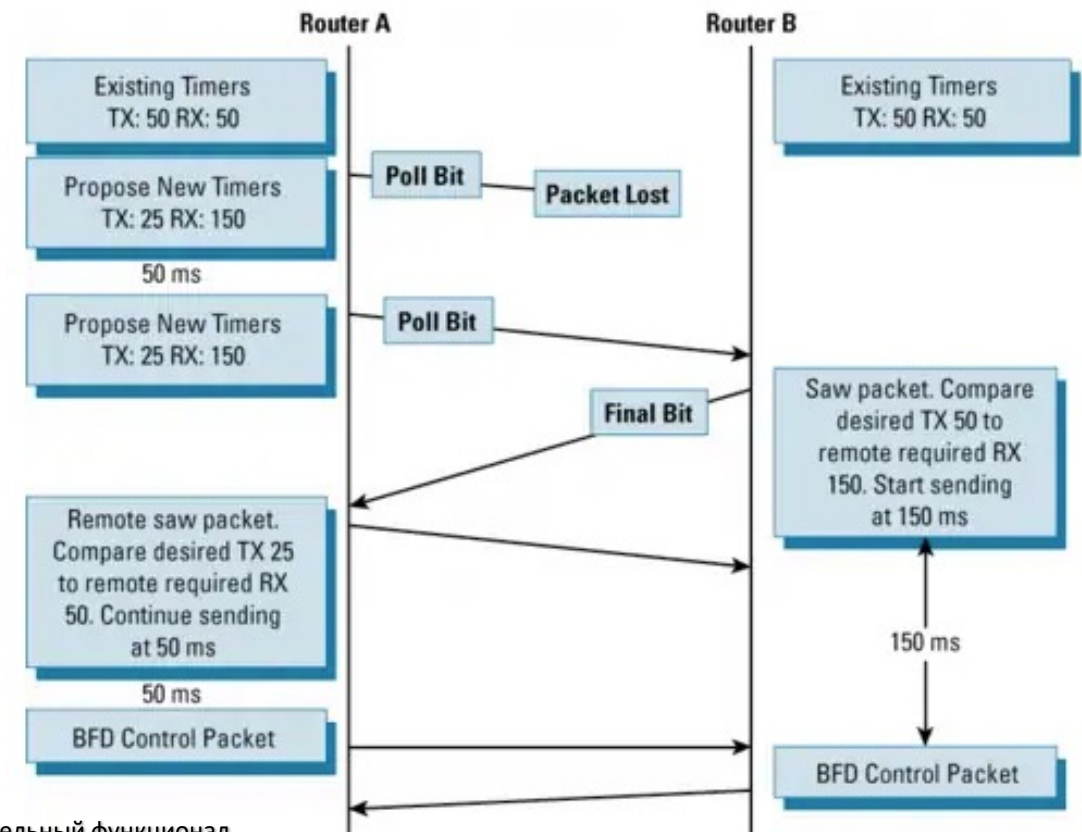 Router A
Router B
Existing Timers
TX: 50 RX: 50
Existing Timers
TX: 50 RX: 50
Propose New Timers
TX: 25 RX: 150
Poll Bit
Packet Lost
50 ms
Propose New Timers
TX: 25 RX: 150
Poll Bit
Final Bit
Saw packet. Compare
desired TX 50 to
remote required RX
150. Start sending
at 150 ms
Remote saw packet.
Compare desired TX 25
to remote required RX
50. Continue sending
at 50 ms
150 ms
50 ms
BFD Control Packet
BFD Control Packet
функционал